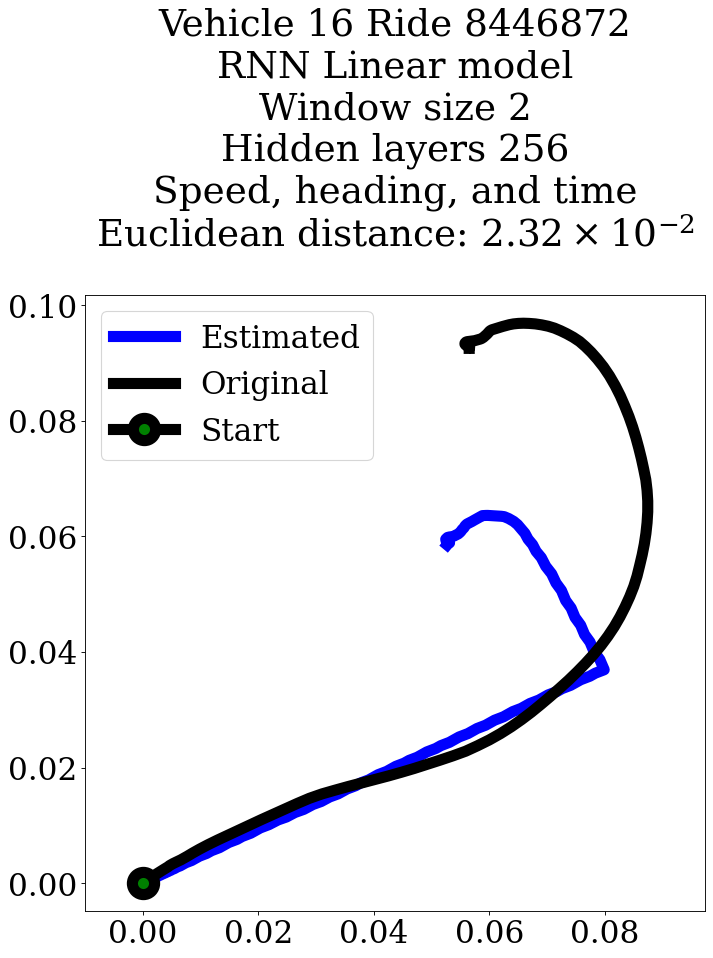 Vehicle 16 Ride 8446872
RNN Linear model
Window size 2
Hidden layers 256
Speed, heading, and time
Euclidean distance: 2.32 × 10⁻²
0.10
0.08
0.06
0.04
0.02
0.00
Estimated
Original
Start
0.00 0.02 0.04 0.06 0.08